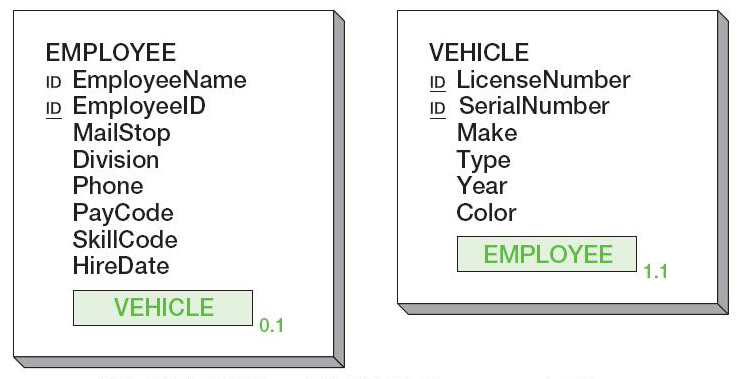 EMPLOYEE
ID EmployeeName
ID EmployeeID
MailStop
Division
Phone
PayCode
SkillCode
HireDate
VEHICLE
0.1
VEHICLE
ID LicenseNumber
ID SerialNumber
Make
Type
Year
Color
EMPLOYEE
1.1